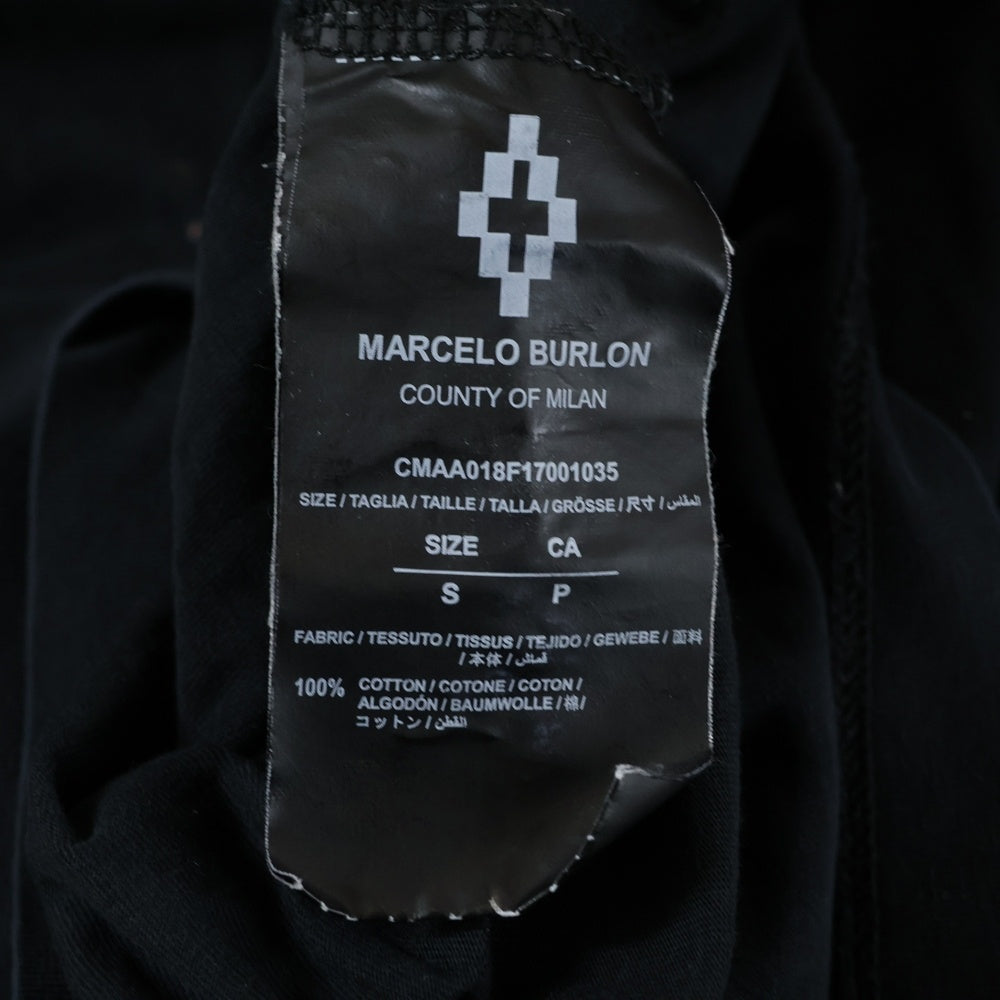 MARCELO BURLON
COUNTY OF MILAN
CMAA018F17001035
SIZE / TAGLIA / TAILLE / TALLA / GRÖSSE / 尺寸 / المقاس
SIZE CA
S P
FABRIC / TESSUTO / TISSUS / TEJIDO / GEWEBE / 面料
/ 本体 /
100% COTTON / COTONE / COTON /
ALGODÓN / BAUMWOLLE / 棉 /
コットン / القطن